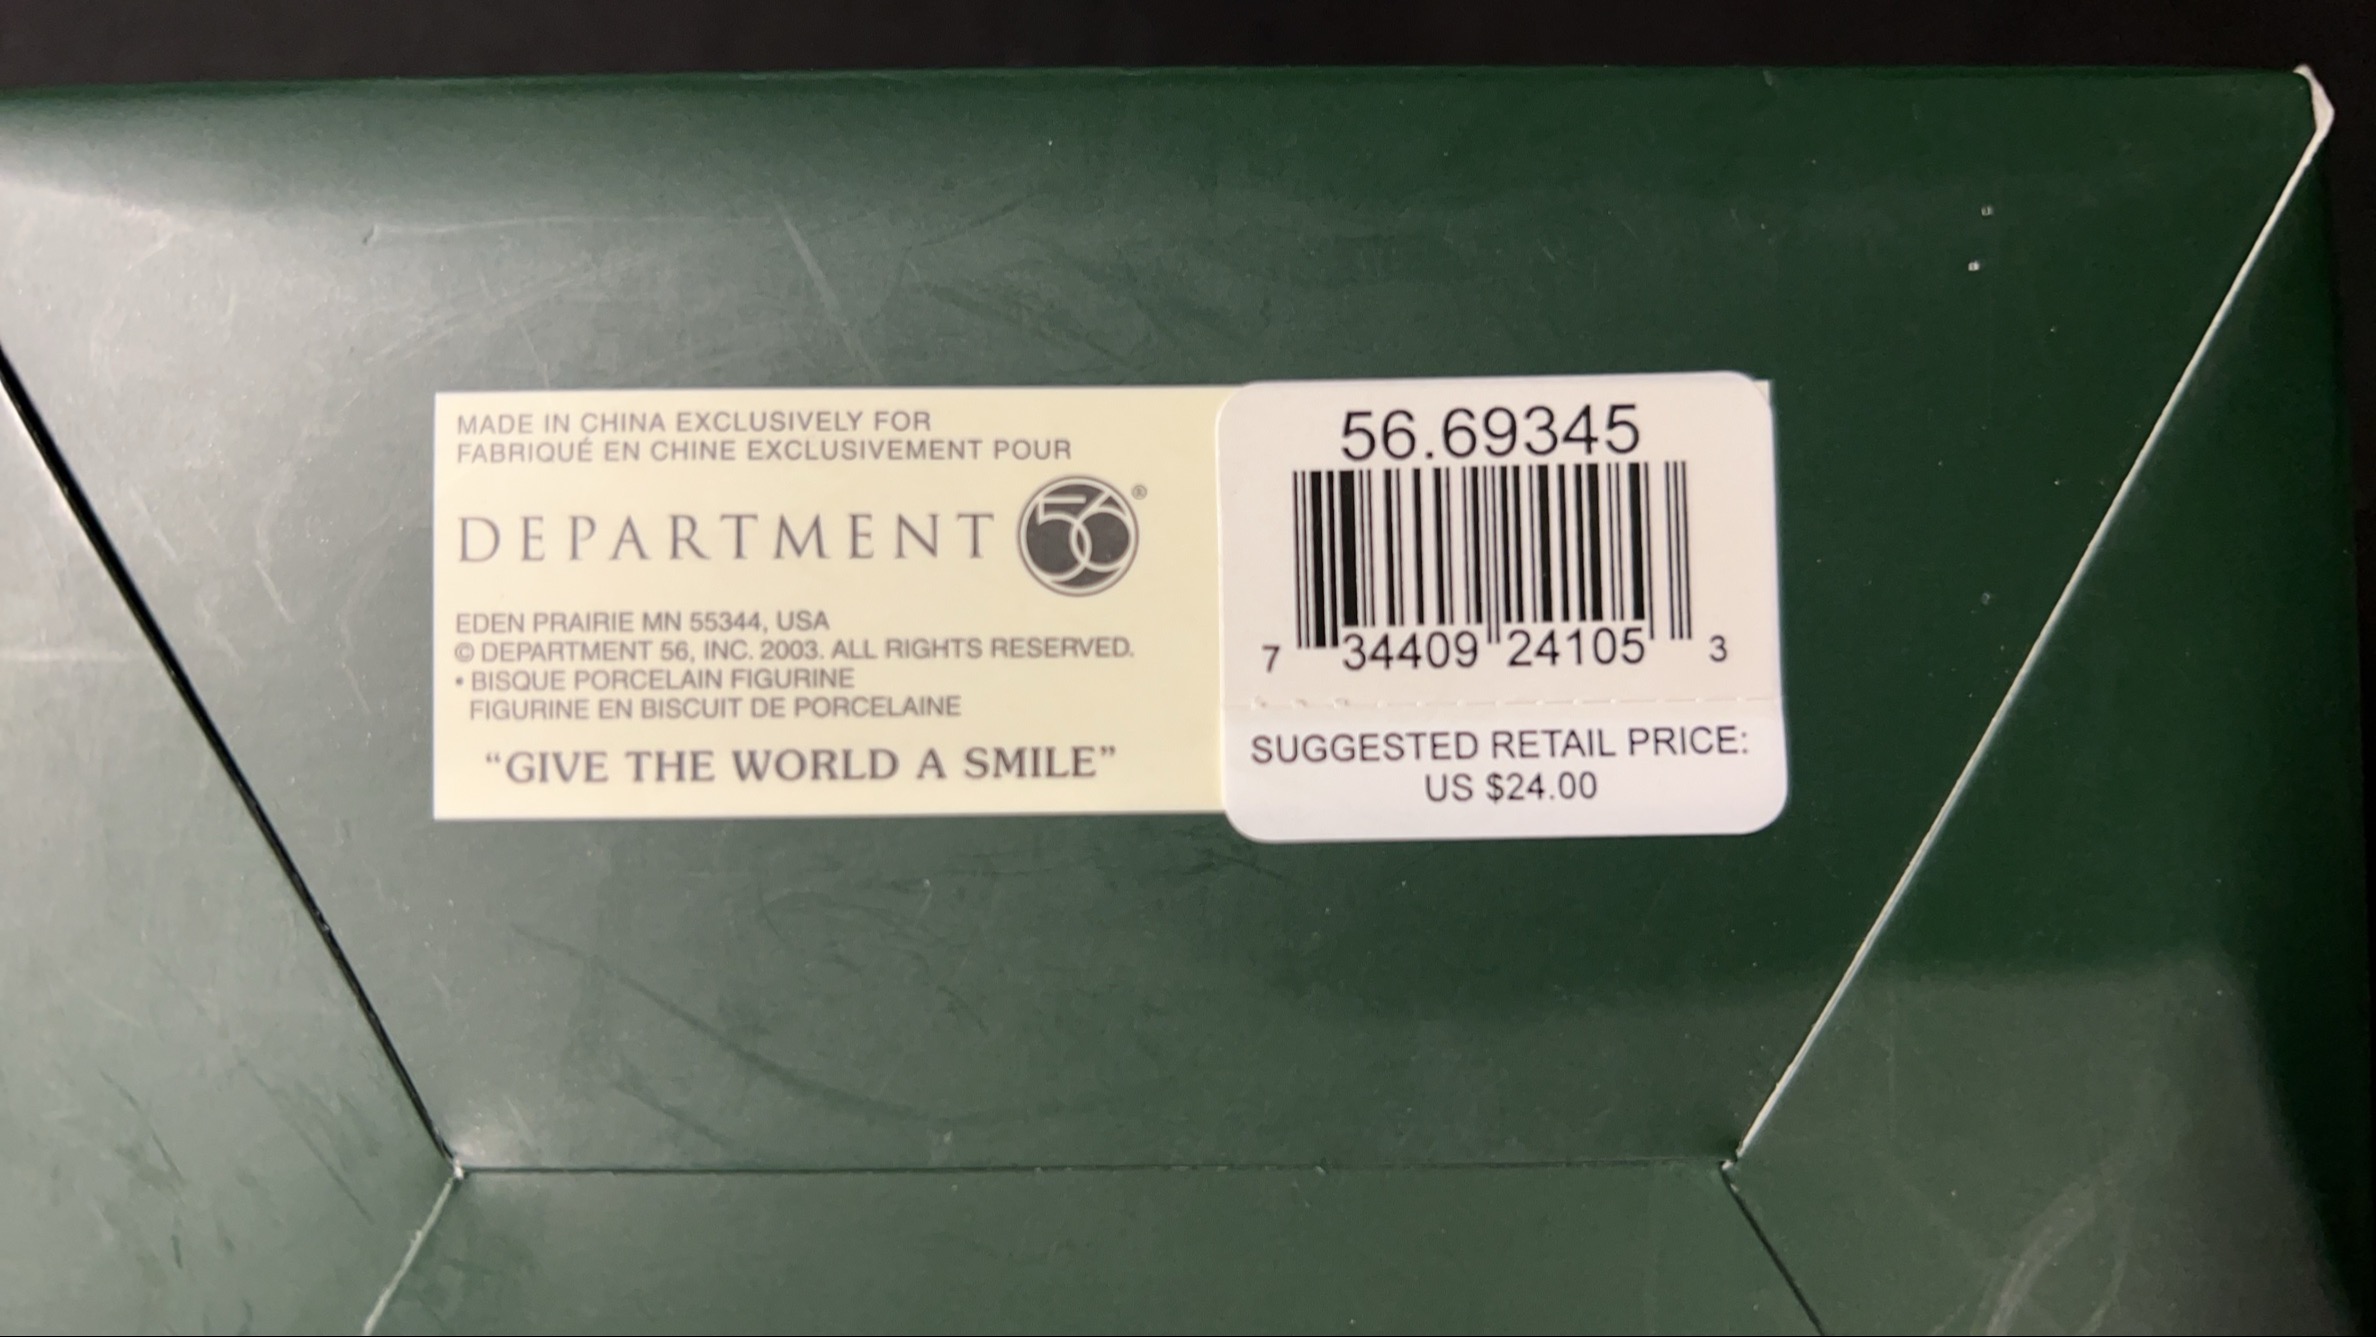 MADE IN CHINA EXCLUSIVELY FOR
FABRIQUÉ EN CHINE EXCLUSIVEMENT POUR
DEPARTMENT 56®
EDEN PRAIRIE MN 55344, USA
© DEPARTMENT 56, INC. 2003. ALL RIGHTS RESERVED.
• BISQUE PORCELAIN FIGURINE
FIGURINE EN BISCUIT DE PORCELAINE
“GIVE THE WORLD A SMILE”
56.69345
7 34409 24105 3
SUGGESTED RETAIL PRICE:
US $24.00